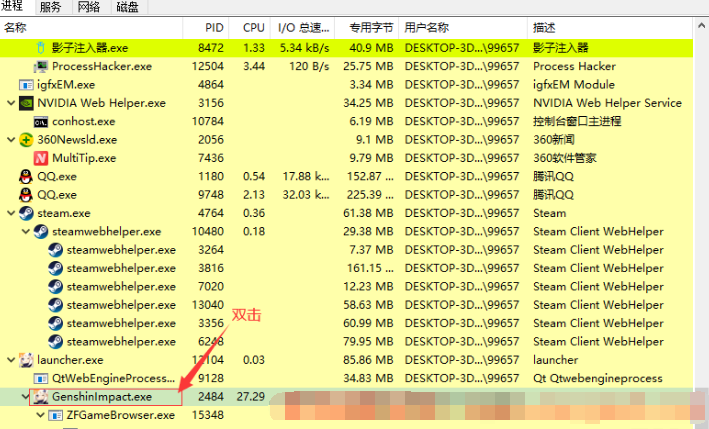 进程 服务 网络 磁盘
名称 PID CPU I/O 总速... 专用字节 用户名称 描述
影子注入器.exe 8472 1.33 5.34 kB/s 40.9 MB DESKTOP-3D...\99657 影子注入器
ProcessHacker.exe 12504 3.44 120 B/s 25.75 MB DESKTOP-3D...\99657 Process Hacker
igfxEM.exe 4864 3.34 MB DESKTOP-3D...\99657 igfxEM Module
NVIDIA Web Helper.exe 3156 34.25 MB DESKTOP-3D...\99657 NVIDIA Web Helper Service
conhost.exe 10784 6.19 MB DESKTOP-3D...\99657 控制台窗口主进程
360Newsld.exe 2056 9.1 MB DESKTOP-3D...\99657 360新闻
MultiTip.exe 7436 9.79 MB DESKTOP-3D...\99657 360软件管家
QQ.exe 1180 0.54 17.88 k... 152.87 ... DESKTOP-3D...\99657 腾讯QQ
QQ.exe 9748 2.13 32.03 k... 225.39 ... DESKTOP-3D...\99657 腾讯QQ
steam.exe 4764 0.36 61.38 MB DESKTOP-3D...\99657 Steam
steamwebhelper.exe 10480 0.18 29.38 MB DESKTOP-3D...\99657 Steam Client WebHelper
steamwebhelper.exe 3264 7.37 MB DESKTOP-3D...\99657 Steam Client WebHelper
steamwebhelper.exe 3816 161.15 ... DESKTOP-3D...\99657 Steam Client WebHelper
steamwebhelper.exe 7020 12.23 MB DESKTOP-3D...\99657 Steam Client WebHelper
steamwebhelper.exe 13040 58.63 MB DESKTOP-3D...\99657 Steam Client WebHelper
steamwebhelper.exe 3356 60.99 MB DESKTOP-3D...\99657 Steam Client WebHelper
双击
steamwebhelper.exe 6248 79.95 MB DESKTOP-3D...\99657 Steam Client WebHelper
launcher.exe 0.03 85.86 MB DESKTOP-3D...\99657 launcher
QtWebEngineProcess... 9128 34.83 MB DESKTOP-3D...\99657 Qt Qtwebengineprocess
GenshinImpact.exe 2484 27.29
ZFGameBrowser.exe 15348